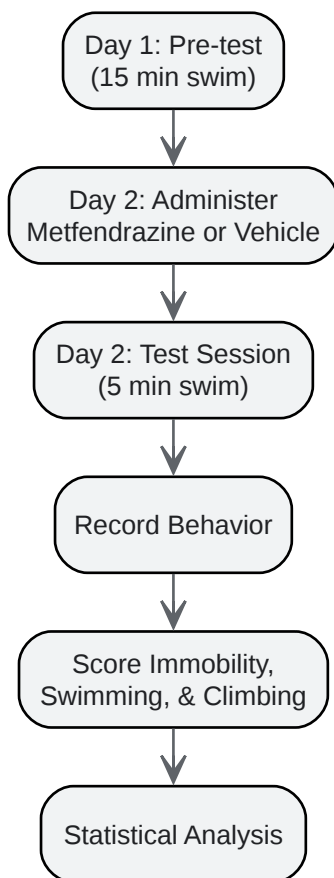 Day 1: Pre-test
(15 min swim)
Day 2: Administer
Metfendrazine or Vehicle
Day 2: Test Session
(5 min swim)
Record Behavior
Score Immobility,
Swimming, & Climbing
Statistical Analysis